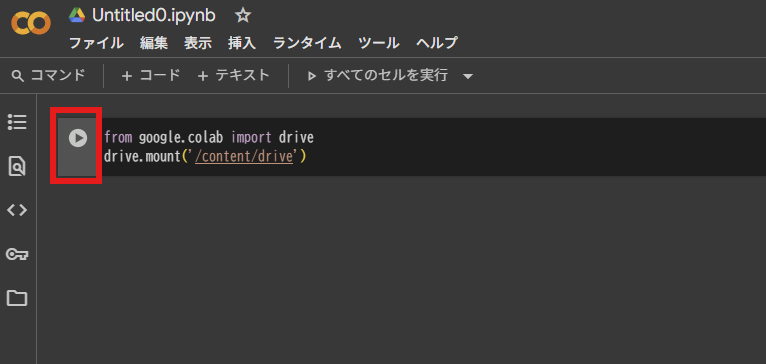 Untitled0.ipynb
ファイル 編集 表示 挿入 ランタイム ツール ヘルプ
コマンド + コード + テキスト すべてのセルを実行
from google.colab import drive
drive.mount('/content/drive')